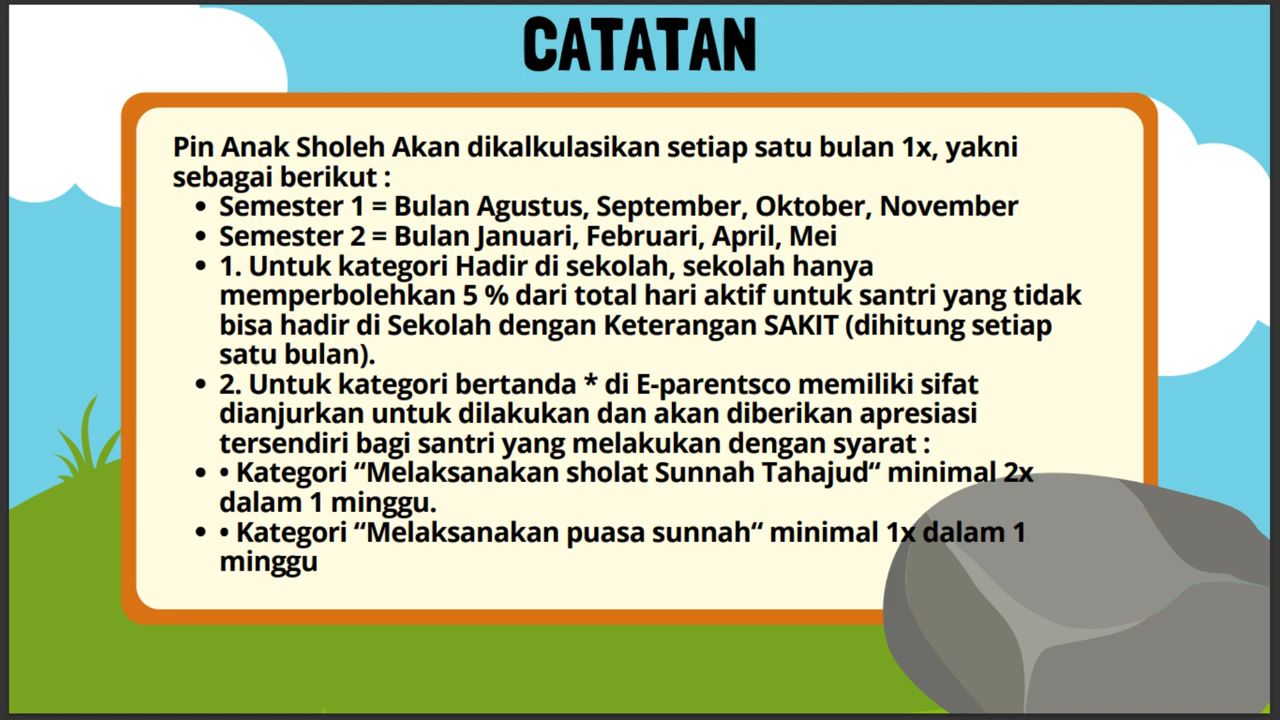 CATATAN
Pin Anak Sholeh Akan dikalkulasikan setiap satu bulan 1x, yakni
sebagai berikut :
• Semester 1 = Bulan Agustus, September, Oktober, November
• Semester 2 = Bulan Januari, Februari, April, Mei
• 1. Untuk kategori Hadir di sekolah, sekolah hanya
memperbolehkan 5 % dari total hari aktif untuk santri yang tidak
bisa hadir di Sekolah dengan Keterangan SAKIT (dihitung setiap
satu bulan).
• 2. Untuk kategori bertanda * di E-parentsco memiliki sifat
dianjurkan untuk dilakukan dan akan diberikan apresiasi
tersendiri bagi santri yang melakukan dengan syarat :
• • Kategori “Melaksanakan sholat Sunnah Tahajud“ minimal 2x
dalam 1 minggu.
• • Kategori “Melaksanakan puasa sunnah“ minimal 1x dalam 1
minggu